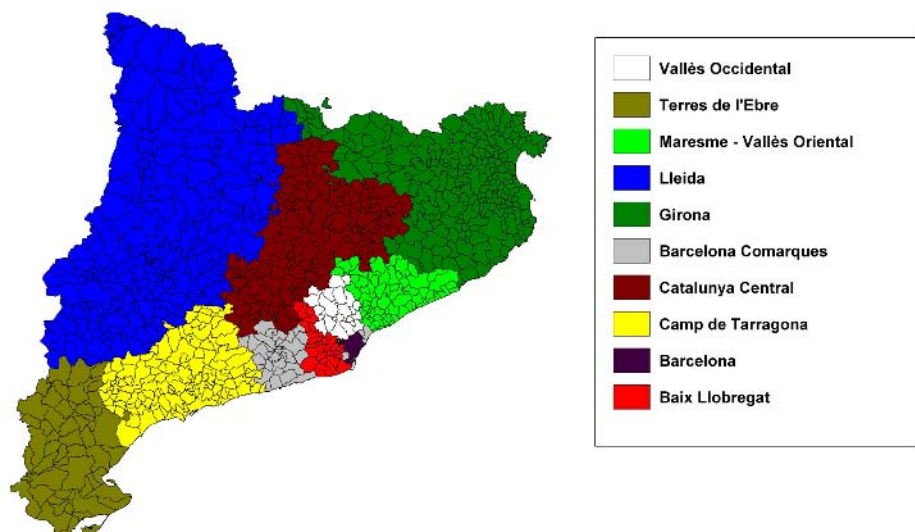 Vallès Occidental
Terres de l'Ebre
Maresme - Vallès Oriental
Lleida
Girona
Barcelona Comarques
Catalunya Central
Camp de Tarragona
Barcelona
Baix Llobregat